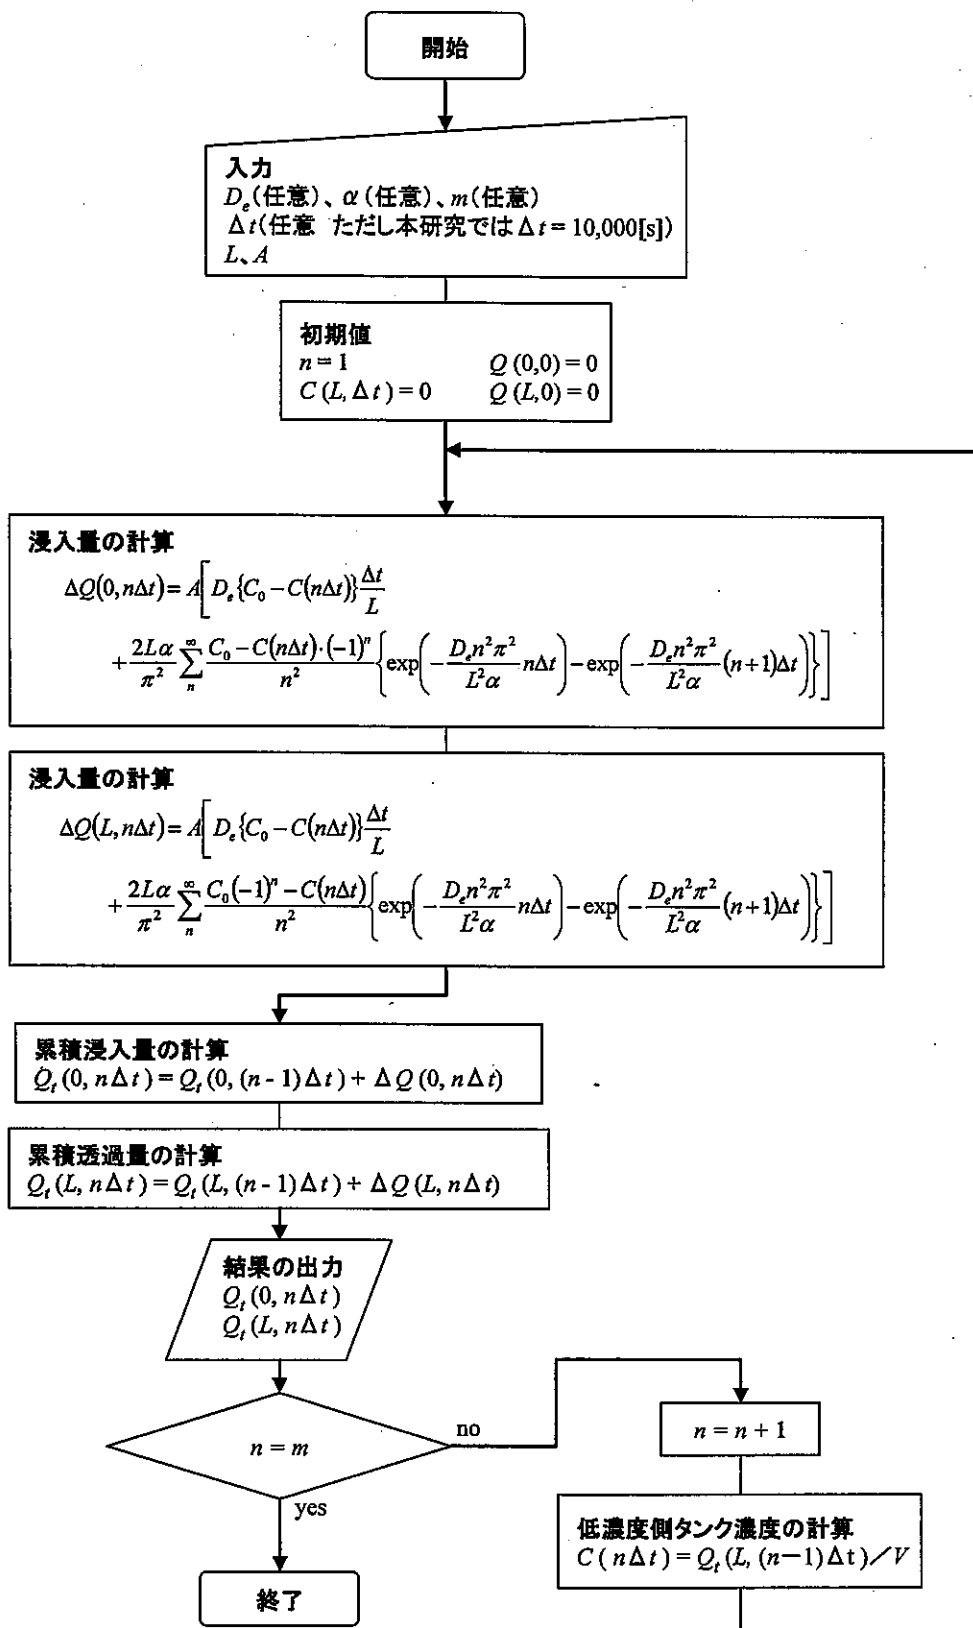 開始
入力
Dₑ(任意)、α(任意)、m(任意)
Δt(任意 ただし本研究ではΔt = 10,000[s])
L、A
初期値
n = 1 Q (0,0) = 0
C (L, Δt) = 0 Q (L,0) = 0
浸入量の計算
ΔQ(0, nΔt) = A[ Dₑ{C₀ − C(nΔt)} Δt/L
+ 2Lα/π² ∑ₙ^∞ (C₀ − C(nΔt)·(−1)ⁿ)/n² { exp( − Dₑn²π²/L²α nΔt ) − exp( − Dₑn²π²/L²α (n+1)Δt ) } ]
浸入量の計算
ΔQ(L, nΔt) = A[ Dₑ{C₀ − C(nΔt)} Δt/L
+ 2Lα/π² ∑ₙ^∞ (C₀(−1)ⁿ − C(nΔt))/n² { exp( − Dₑn²π²/L²α nΔt ) − exp( − Dₑn²π²/L²α (n+1)Δt ) } ]
累積浸入量の計算
Qₜ (0, nΔt) = Qₜ (0, (n - 1)Δt) + ΔQ (0, nΔt)
累積透過量の計算
Qₜ (L, nΔt) = Qₜ (L, (n - 1)Δt) + ΔQ (L, nΔt)
結果の出力
Qₜ (0, nΔt)
Qₜ (L, nΔt)
n = m
no
yes
n = n + 1
低濃度側タンク濃度の計算
C ( nΔt ) = Qₜ (L, (n−1)Δt)/V
終了